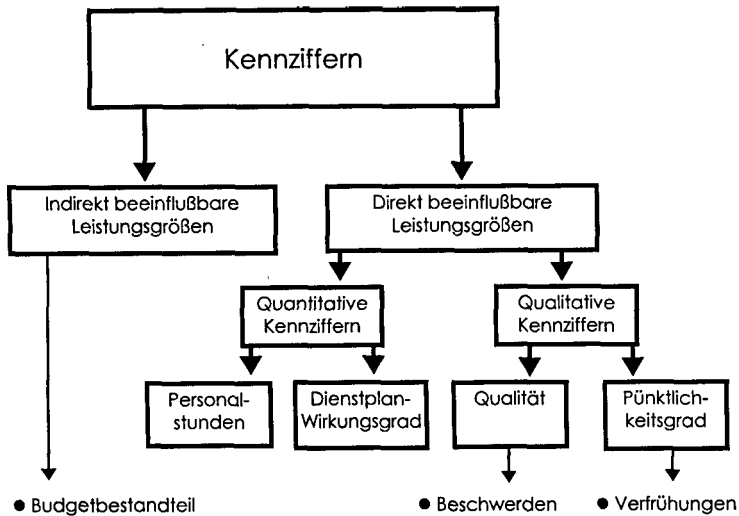 Kennziffern
Indirekt beeinflußbare
Leistungsgrößen
Direkt beeinflußbare
Leistungsgrößen
Quantitative
Kennziffern
Qualitative
Kennziffern
Personal-
stunden
Dienstplan-
Wirkungsgrad
Qualität
Pünktlich-
keitsgrad
● Budgetbestandteil
● Beschwerden
● Verfrühungen